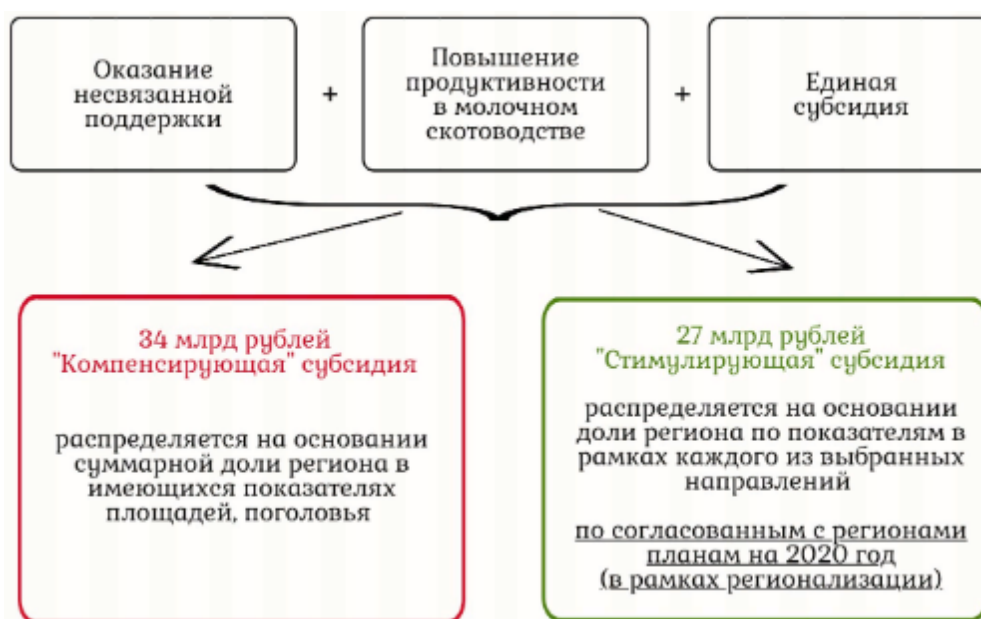 Оказание
несвязанной
поддержки
+
Повышение
продуктивности
в молочном
скотоводстве
+
Единая
субсидия
34 млрд рублей
"Компенсирующая" субсидия
распределяется на основании
суммарной доли региона в
имеющихся показателях
площадей, поголовья
27 млрд рублей
"Стимулирующая" субсидия
распределяется на основании
доли региона по показателям в
рамках каждого из выбранных
направлений
по согласованным с регионами
планам на 2020 год
(в рамках регионализации)